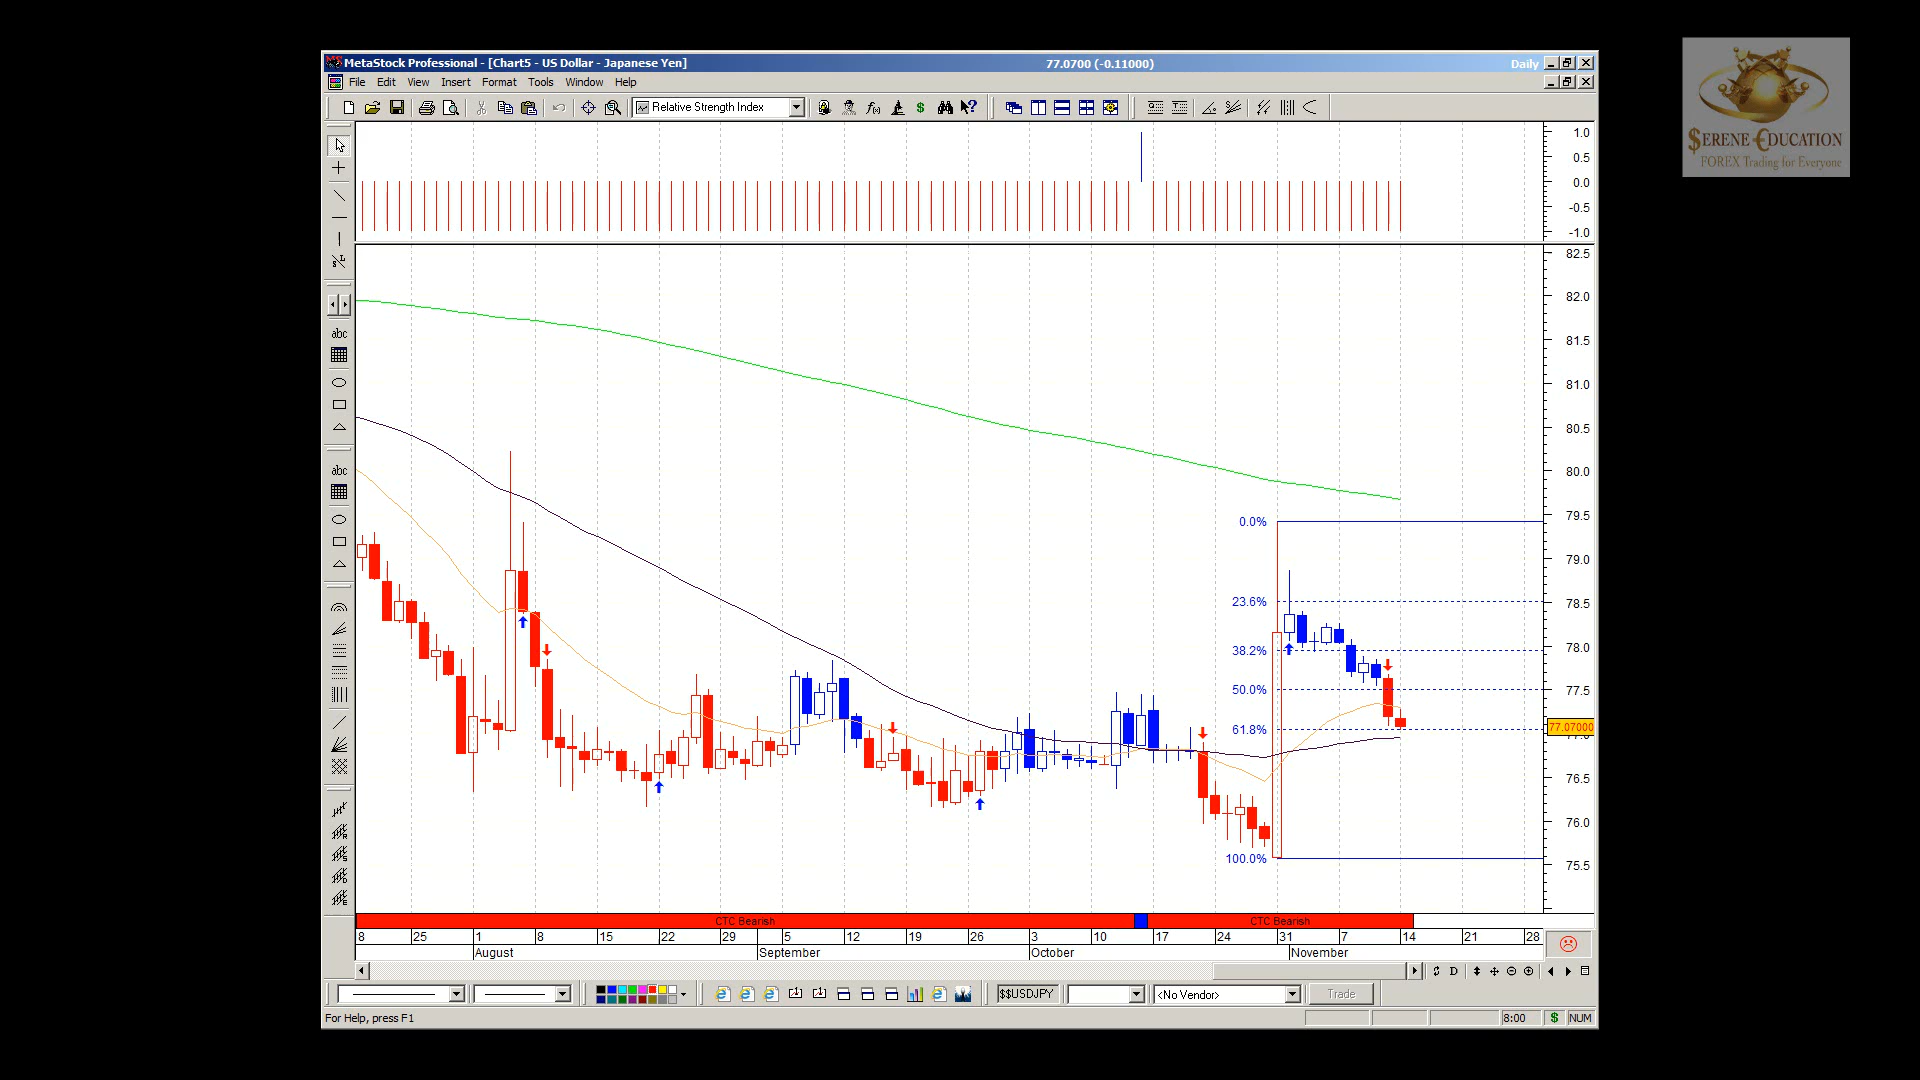 MetaStock Professional - [Chart5 - US Dollar - Japanese Yen] 77.0700 (-0.11000) Daily
File Edit View Insert Format Tools Window Help
Relative Strength Index
$ERENE €DUCATION
FOREX Trading for Everyone
1.0
0.5
0.0
-0.5
-1.0
82.5
82.0
81.5
81.0
80.5
80.0
79.5
79.0
78.5
78.0
77.5
77.07000
77.0
76.5
76.0
75.5
abc
abc
0.0%
23.6%
38.2%
50.0%
61.8%
100.0%
CTC Bearish CTC Bearish
8 25 1 8 15 22 29 5 12 19 26 3 10 17 24 31 7 14 21 28
August September October November
D
$$USDJPY <No Vendor> Trade
For Help, press F1 8:00 $ NUM